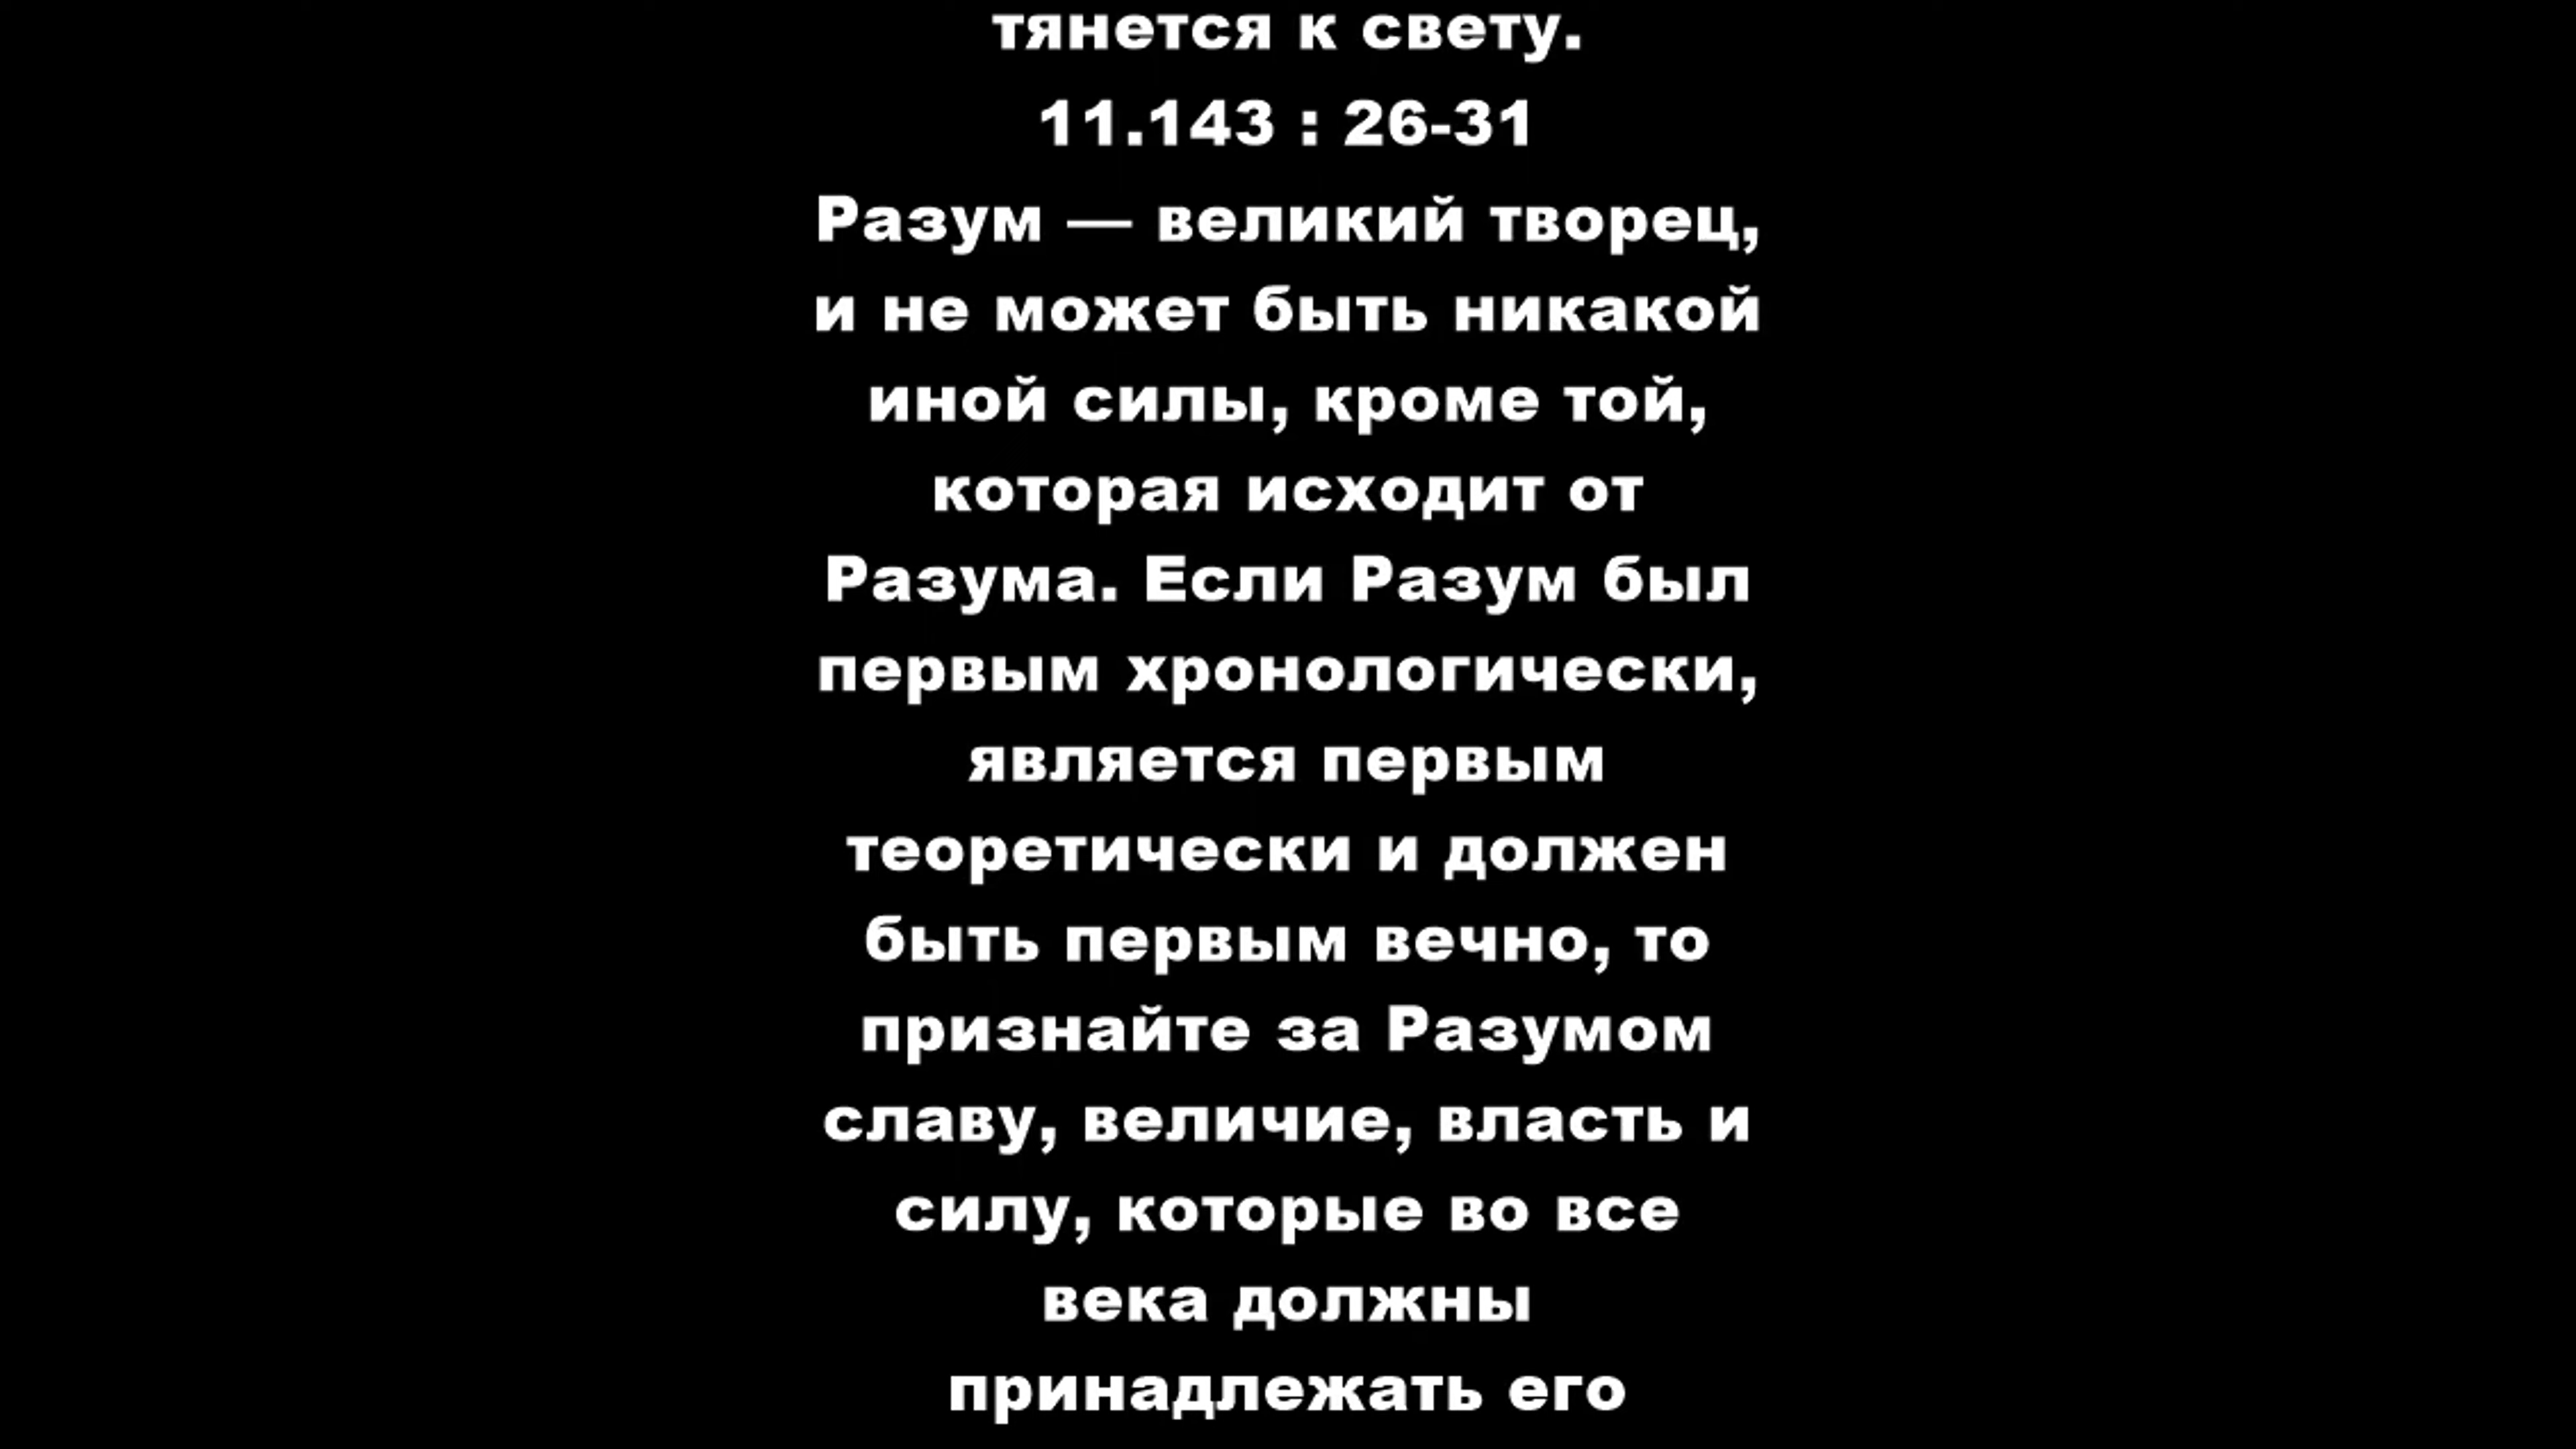 тянется к свету.
11.143 : 26-31
Разум — великий творец,
и не может быть никакой
иной силы, кроме той,
которая исходит от
Разума. Если Разум был
первым хронологически,
является первым
теоретически и должен
быть первым вечно, то
признайте за Разумом
славу, величие, власть и
силу, которые во все
века должны
принадлежать его